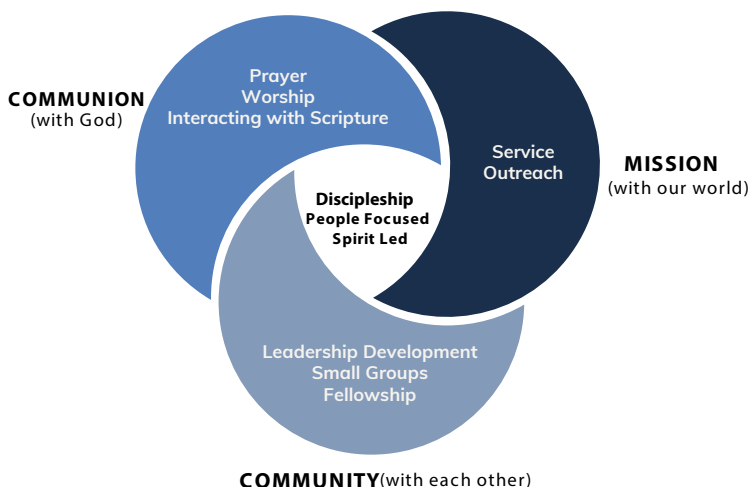 Prayer
Worship
Interacting with Scripture
COMMUNION
(with God)
Service
Outreach
MISSION
(with our world)
Discipleship
People Focused
Spirit Led
Leadership Development
Small Groups
Fellowship
COMMUNITY(with each other)